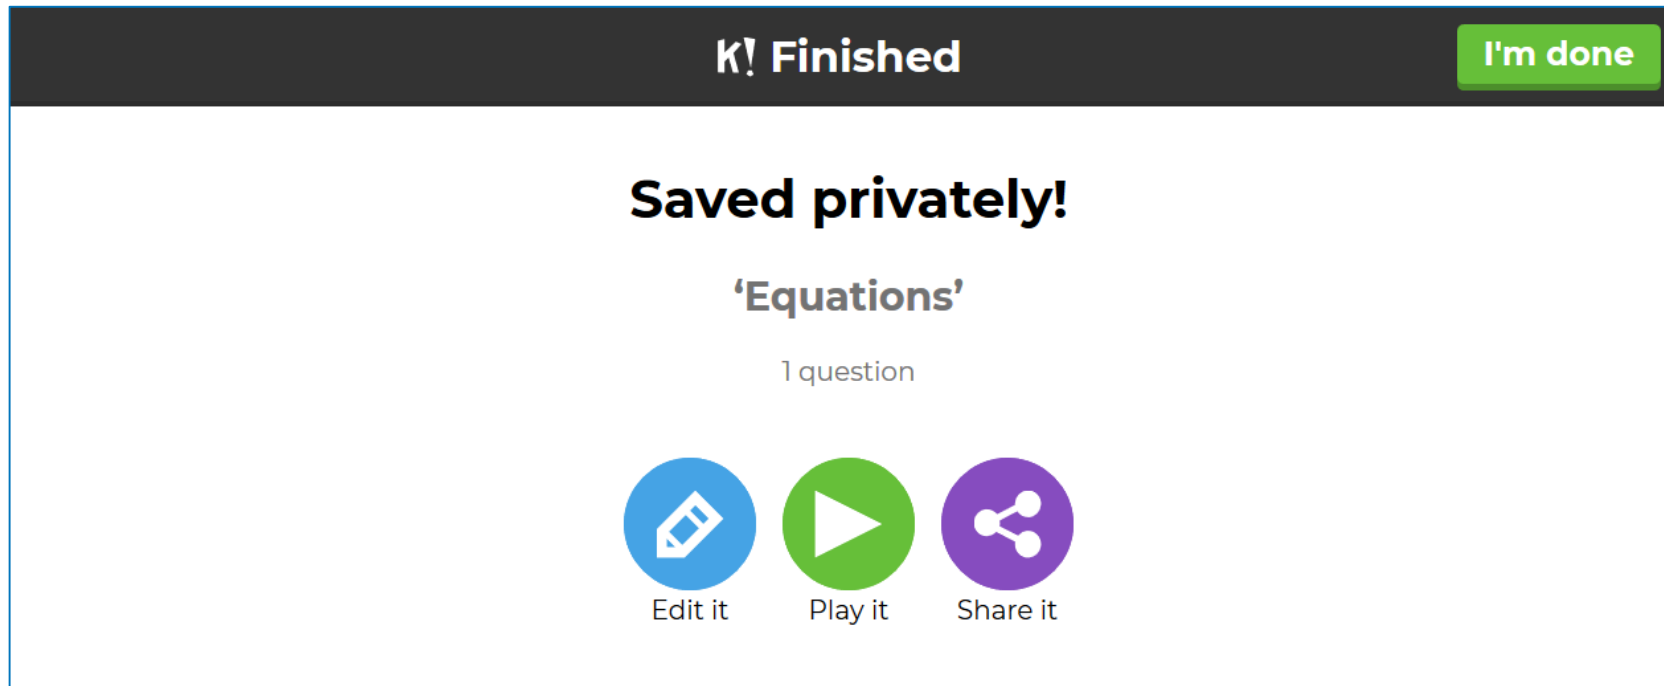 K! Finished
I'm done
Saved privately!
‘Equations’
1 question
Edit it
Play it
Share it